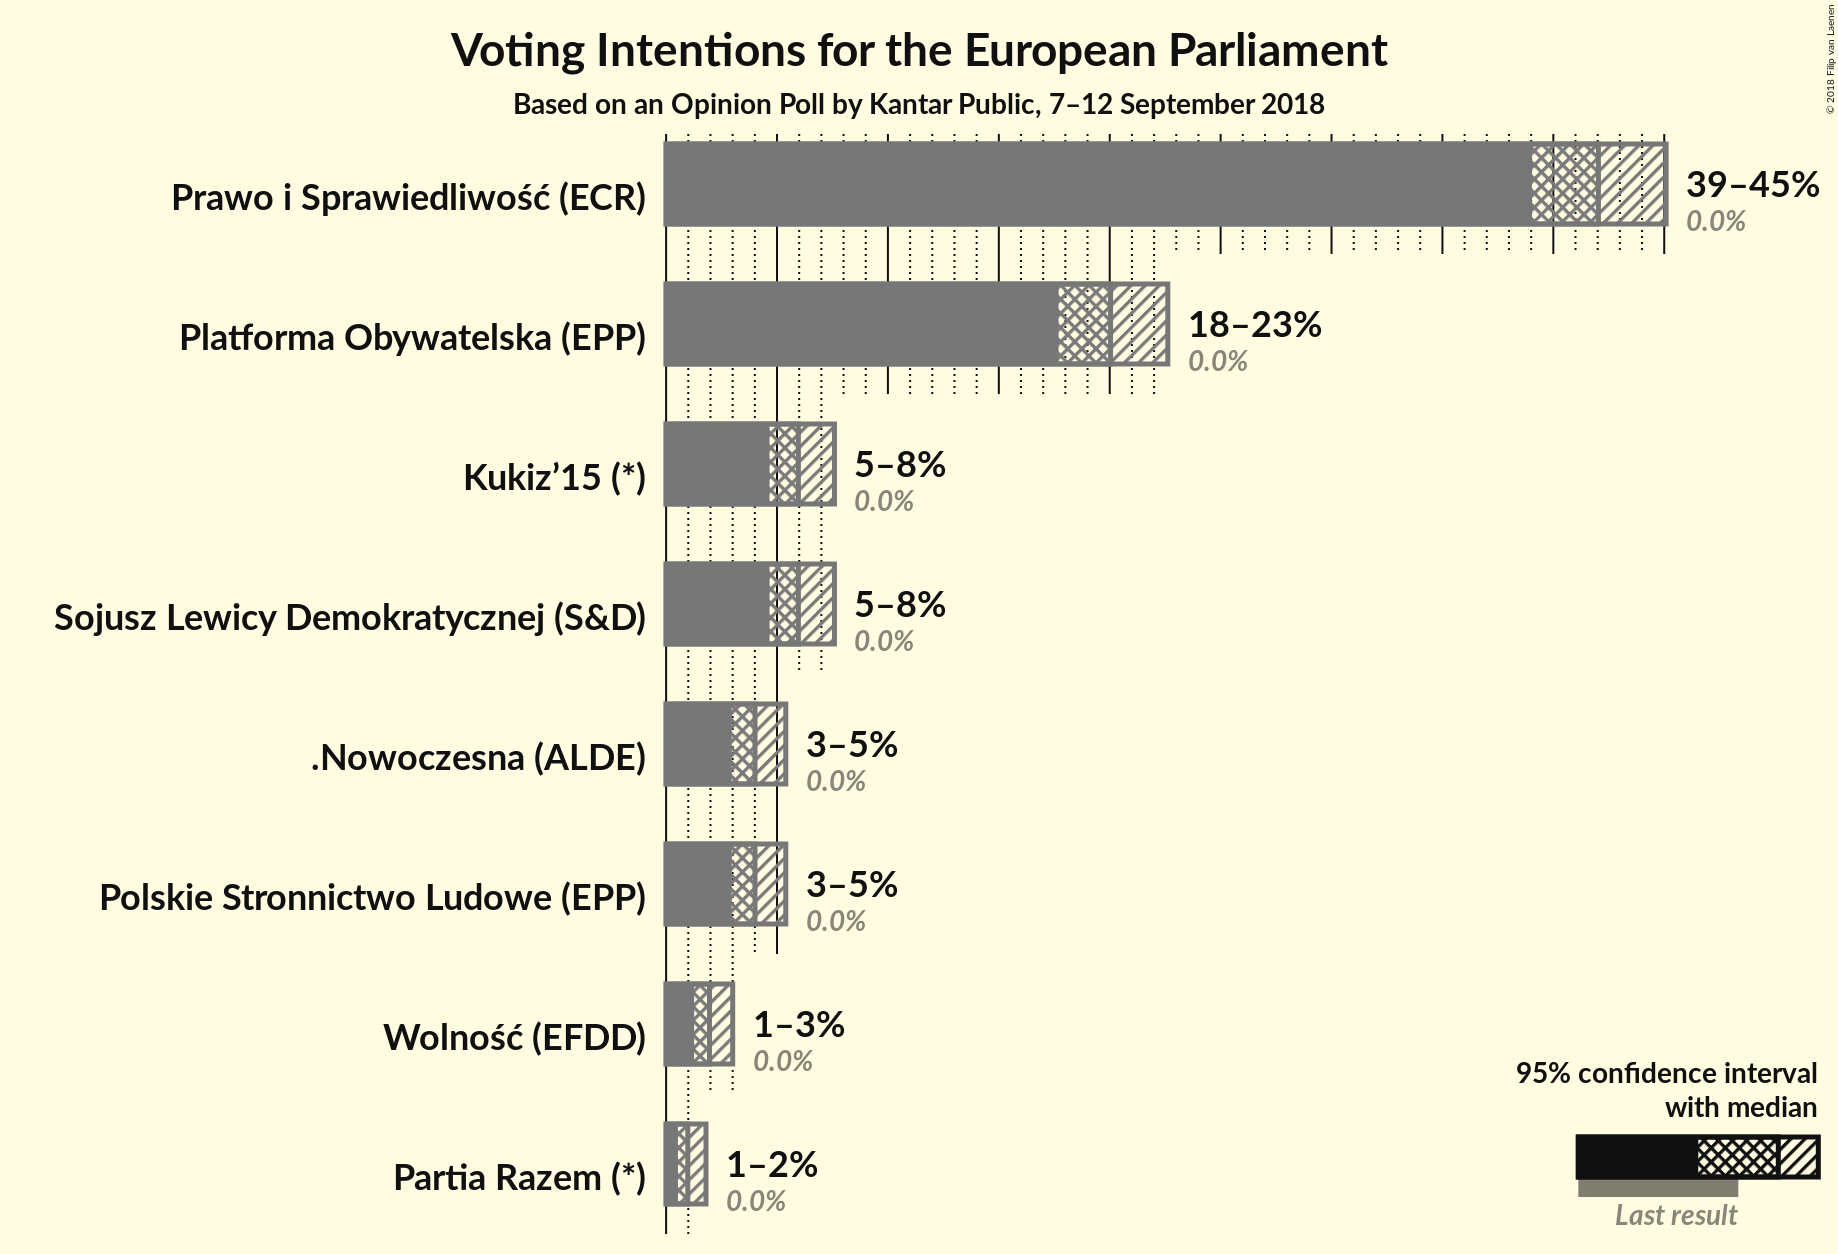 Voting Intentions for the European Parliament
Based on an Opinion Poll by Kantar Public, 7–12 September 2018
© 2018 Filip van Laenen
Prawo i Sprawiedliwość (ECR)
39–45%
0.0%
Platforma Obywatelska (EPP)
18–23%
0.0%
Kukiz’15 (*)
5–8%
0.0%
Sojusz Lewicy Demokratycznej (S&D)
5–8%
0.0%
.Nowoczesna (ALDE)
3–5%
0.0%
Polskie Stronnictwo Ludowe (EPP)
3–5%
0.0%
Wolność (EFDD)
1–3%
0.0%
Partia Razem (*)
1–2%
0.0%
95% confidence interval
with median
Last result